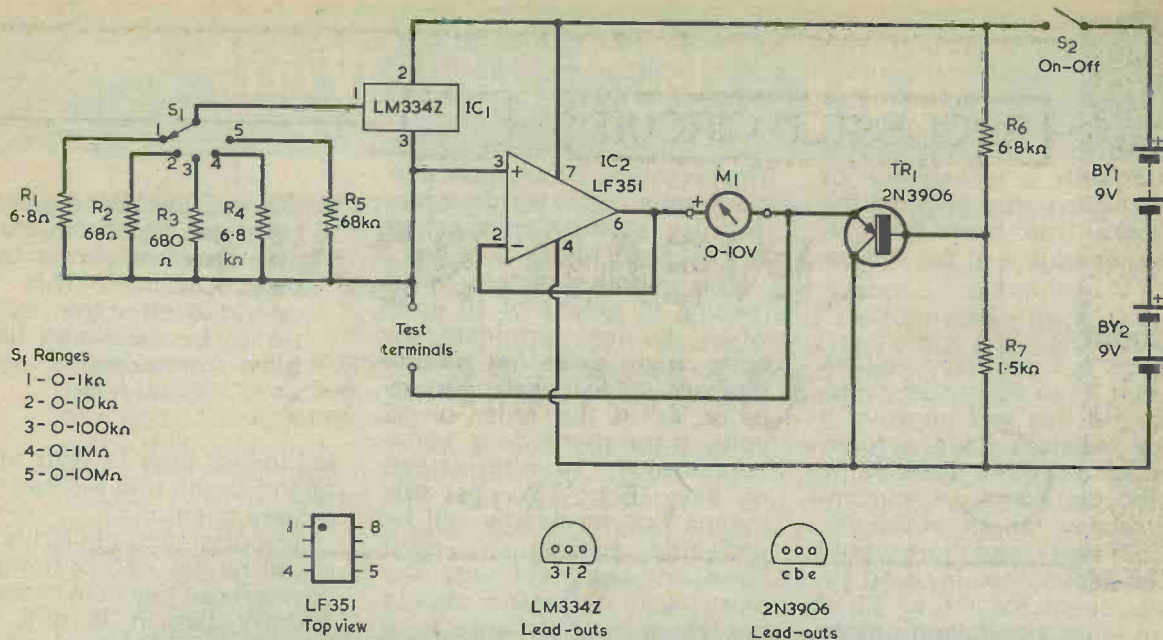 S2
On-Off
2
1
LM334Z
IC1
3
S1
1
5
2
3
4
R1
6·8Ω
R2
68Ω
R3
680
Ω
R4
6·8
kΩ
R5
68kΩ
3
+
7
IC2
LF351
6
2
−
4
+
M1
0-10V
TR1
2N3906
R6
6·8kΩ
R7
1·5kΩ
+
BY1
9V
+
BY2
9V
Test
terminals
S1 Ranges
1 - 0-1kΩ
2 - 0-10kΩ
3 - 0-100kΩ
4 - 0-1MΩ
5 - 0-10MΩ
1
8
4
5
LF351
Top view
3 1 2
LM334Z
Lead-outs
c b e
2N3906
Lead-outs